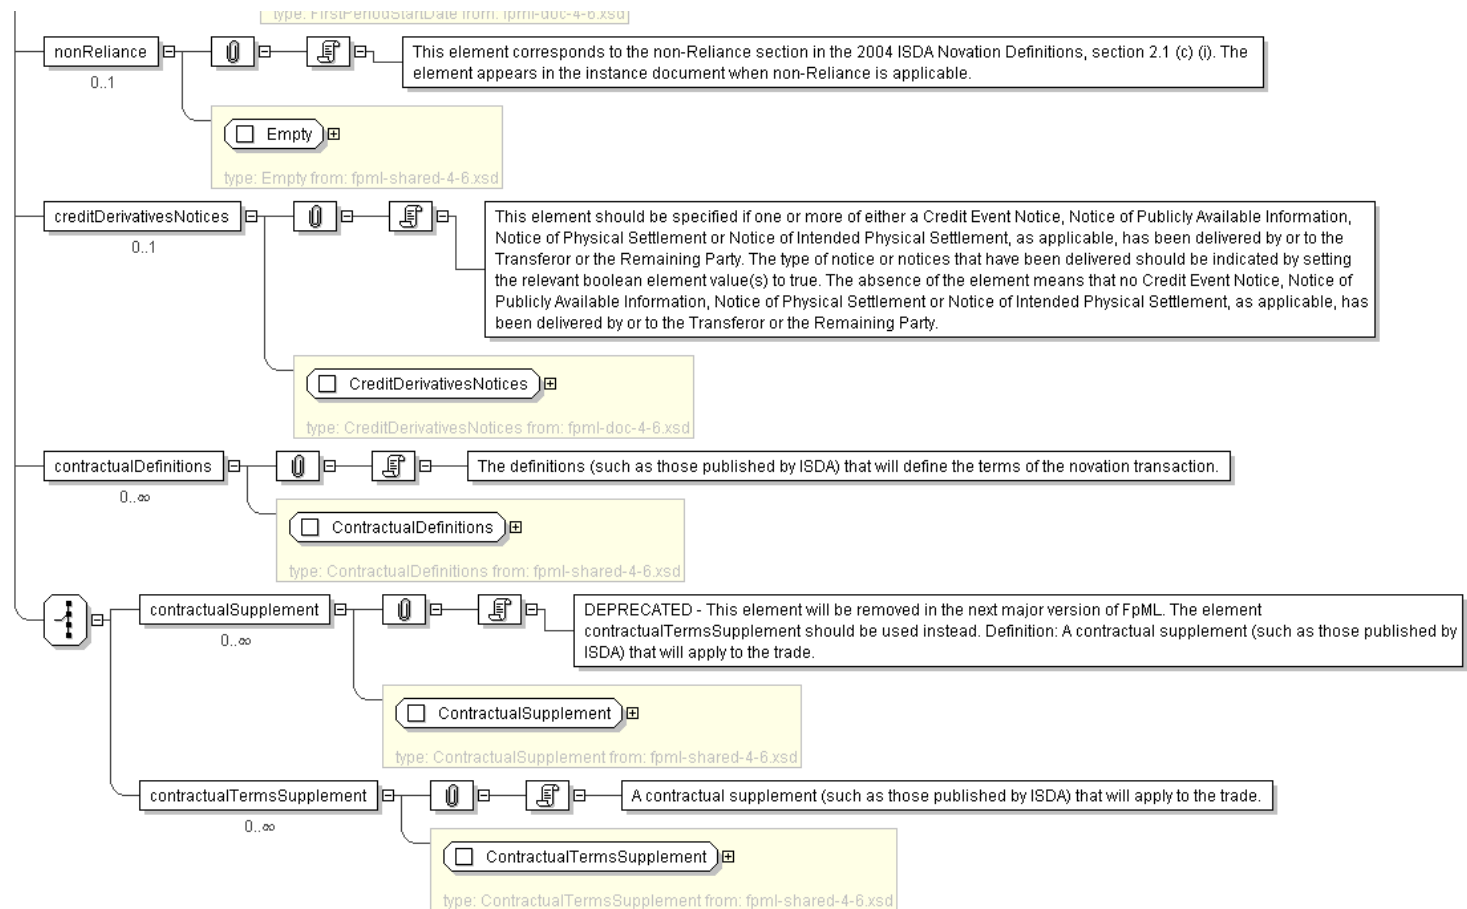 type: FirstPeriodStartDate from: fpml-doc-4-6.xsd
nonReliance
0..1
This element corresponds to the non-Reliance section in the 2004 ISDA Novation Definitions, section 2.1 (c) (i). The
element appears in the instance document when non-Reliance is applicable.
Empty
type: Empty from: fpml-shared-4-6.xsd
creditDerivativesNotices
0..1
This element should be specified if one or more of either a Credit Event Notice, Notice of Publicly Available Information,
Notice of Physical Settlement or Notice of Intended Physical Settlement, as applicable, has been delivered by or to the
Transferor or the Remaining Party. The type of notice or notices that have been delivered should be indicated by setting
the relevant boolean element value(s) to true. The absence of the element means that no Credit Event Notice, Notice of
Publicly Available Information, Notice of Physical Settlement or Notice of Intended Physical Settlement, as applicable, has
been delivered by or to the Transferor or the Remaining Party.
CreditDerivativesNotices
type: CreditDerivativesNotices from: fpml-doc-4-6.xsd
contractualDefinitions
0..∞
The definitions (such as those published by ISDA) that will define the terms of the novation transaction.
ContractualDefinitions
type: ContractualDefinitions from: fpml-shared-4-6.xsd
contractualSupplement
0..∞
DEPRECATED - This element will be removed in the next major version of FpML. The element
contractualTermsSupplement should be used instead. Definition: A contractual supplement (such as those published by
ISDA) that will apply to the trade.
ContractualSupplement
type: ContractualSupplement from: fpml-shared-4-6.xsd
contractualTermsSupplement
0..∞
A contractual supplement (such as those published by ISDA) that will apply to the trade.
ContractualTermsSupplement
type: ContractualTermsSupplement from: fpml-shared-4-6.xsd